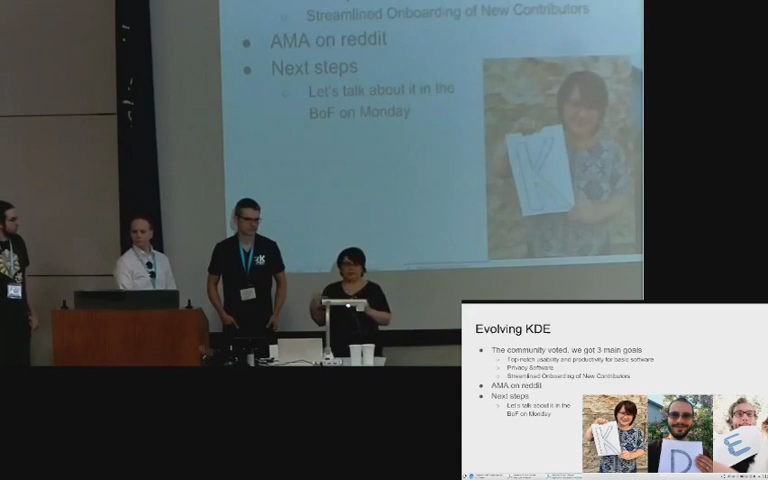 Streamlined Onboarding of New Contributors
● AMA on reddit
● Next steps
○ Let's talk about it in the
BoF on Monday
K
Evolving KDE
● The community voted, we got 3 main goals
○ Top-notch usability and productivity for basic software
○ Privacy Software
○ Streamlined Onboarding of New Contributors
● AMA on reddit
● Next steps
○ Let's talk about it in the
BoF on Monday
K D E